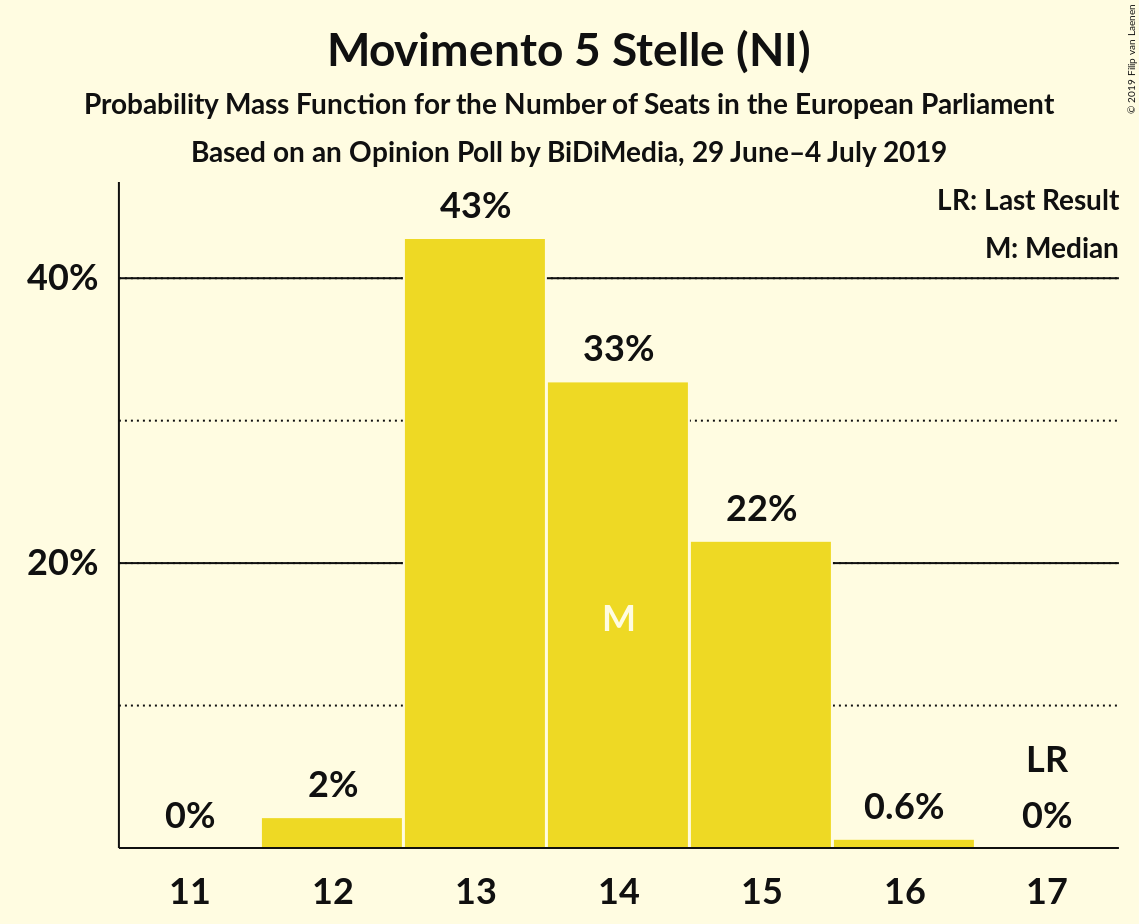 Movimento 5 Stelle (NI)
Probability Mass Function for the Number of Seats in the European Parliament
Based on an Opinion Poll by BiDiMedia, 29 June–4 July 2019
© 2019 Filip van Laenen
LR: Last Result
M: Median
40%
20%
0%
2%
43%
33%
M
22%
0.6%
LR
0%
11 12 13 14 15 16 17